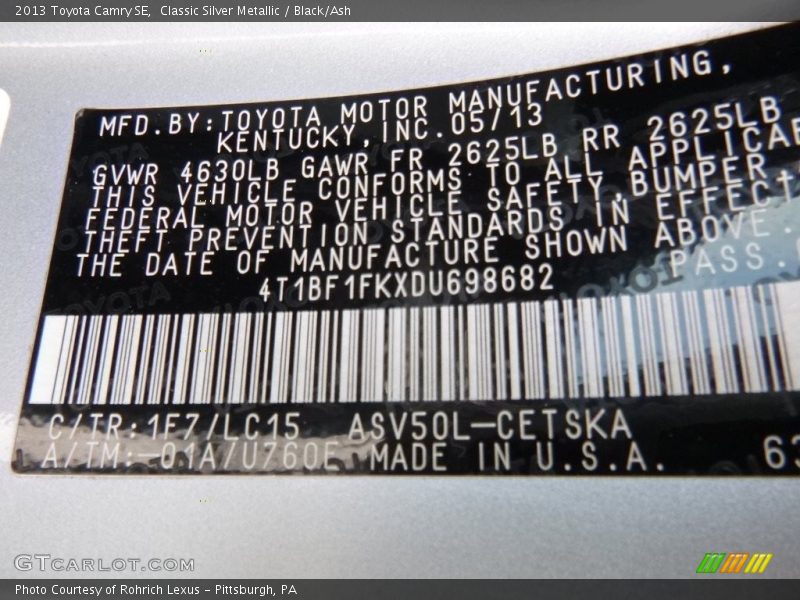 2013 Toyota Camry SE,  Classic Silver Metallic / Black/Ash
MFD.BY:TOYOTA MOTOR MANUFACTURING,
KENTUCKY,INC.05/13
GVWR 4630LB GAWR FR 2625LB RR 2625LB
THIS VEHICLE CONFORMS TO ALL APPLICAB
FEDERAL MOTOR VEHICLE SAFETY,BUMPER
THEFT PREVENTION STANDARDS IN EFFECT
THE DATE OF MANUFACTURE SHOWN ABOVE.
4T1BF1FKXDU698682 PASS.
C/TR:1F7/LC15 ASV50L-CETSKA
A/TM:-01A/U760E MADE IN U.S.A. 63
GTCARLOT.COM
Photo Courtesy of Rohrich Lexus – Pittsburgh, PA